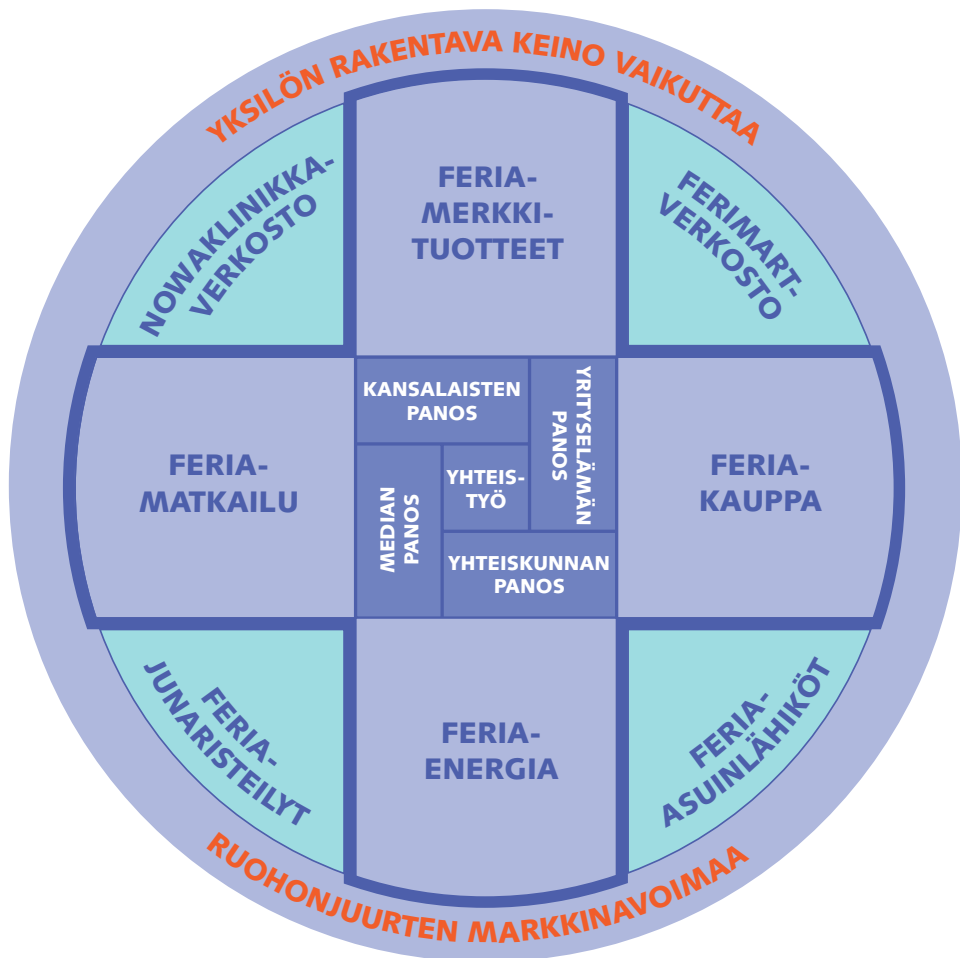 YKSILÖN RAKENTAVA KEINO VAIKUTTAA
NOWAKLINIKKA-
VERKOSTO
FERIA-
MERKKI-
TUOTTEET
FERIMART-
VERKOSTO
FERIA-
MATKAILU
KANSALAISTEN
PANOS
YRITYSELÄMÄN
PANOS
MEDIAN
PANOS
YHTEIS-
TYÖ
YHTEISKUNNAN
PANOS
FERIA-
KAUPPA
FERIA-
JUNARISTEILYT
FERIA-
ENERGIA
FERIA-
ASUINLÄHIKÖT
RUOHONJUURTEN MARKKINAVOIMAA